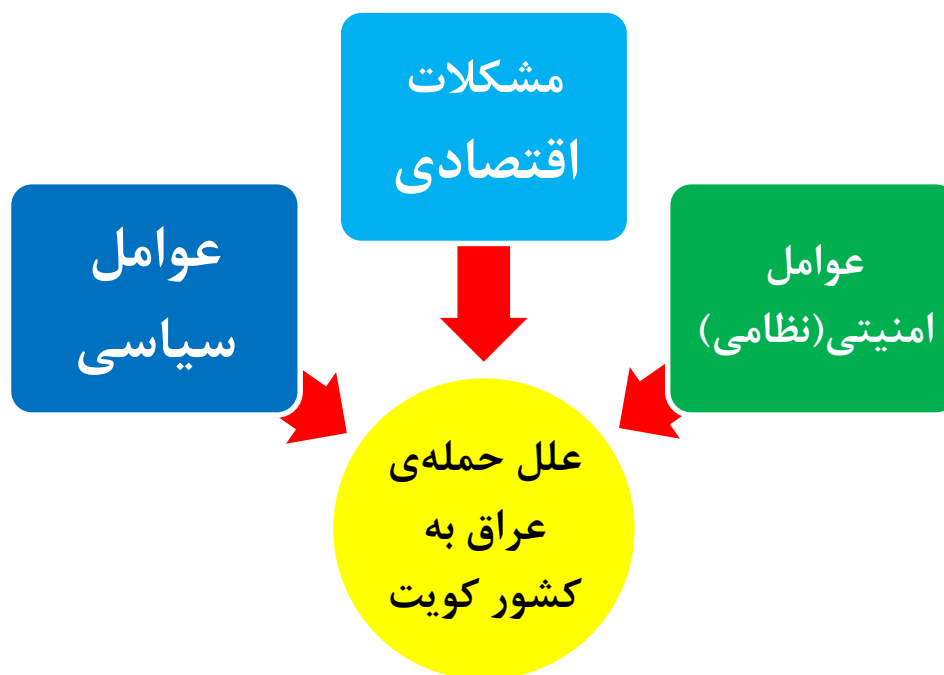 مشکلات
اقتصادی
عوامل
امنیتی(نظامی)
عوامل
سیاسی
علل حمله‌ی
عراق به
کشور کویت